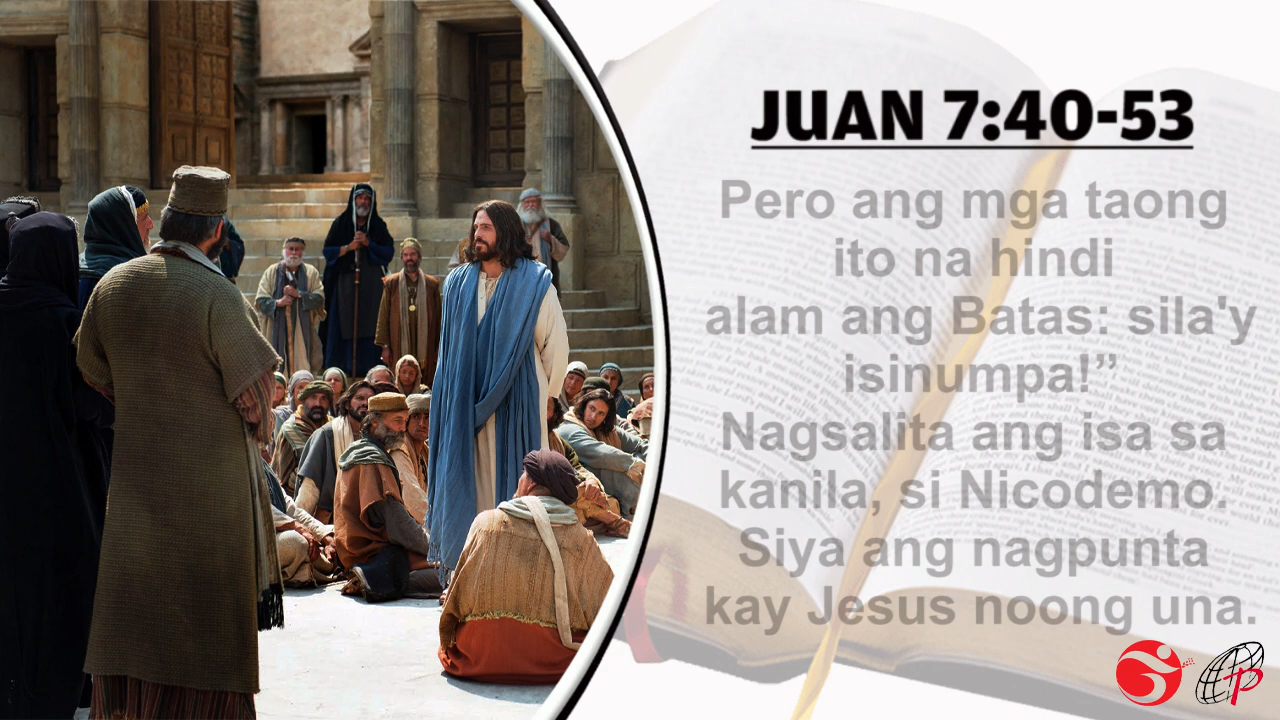 JUAN 7:40-53
Pero ang mga taong
ito na hindi
alam ang Batas: sila'y
isinumpa!”
Nagsalita ang isa sa
kanila, si Nicodemo.
Siya ang nagpunta
kay Jesus noong una.